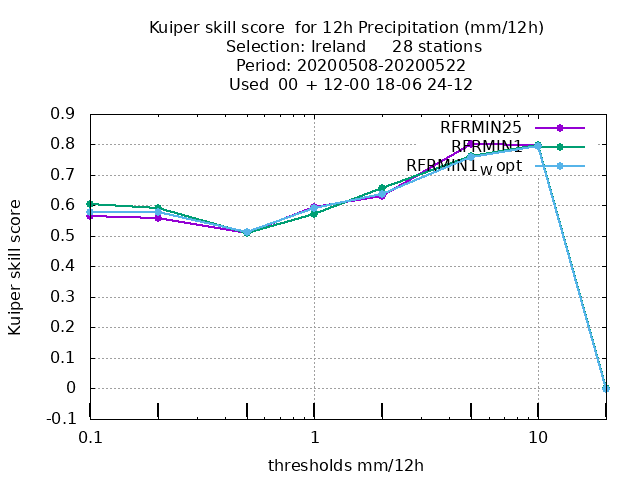 Kuiper skill score  for 12h Precipitation (mm/12h)
Selection: Ireland     28 stations
Period: 20200508-20200522
Used  00  + 12-00 18-06 24-12
RFRMIN25
RFRMIN1
RFRMIN1w opt
Kuiper skill score
0.9
0.8
0.7
0.6
0.5
0.4
0.3
0.2
0.1
0
-0.1
0.1
1
10
thresholds mm/12h